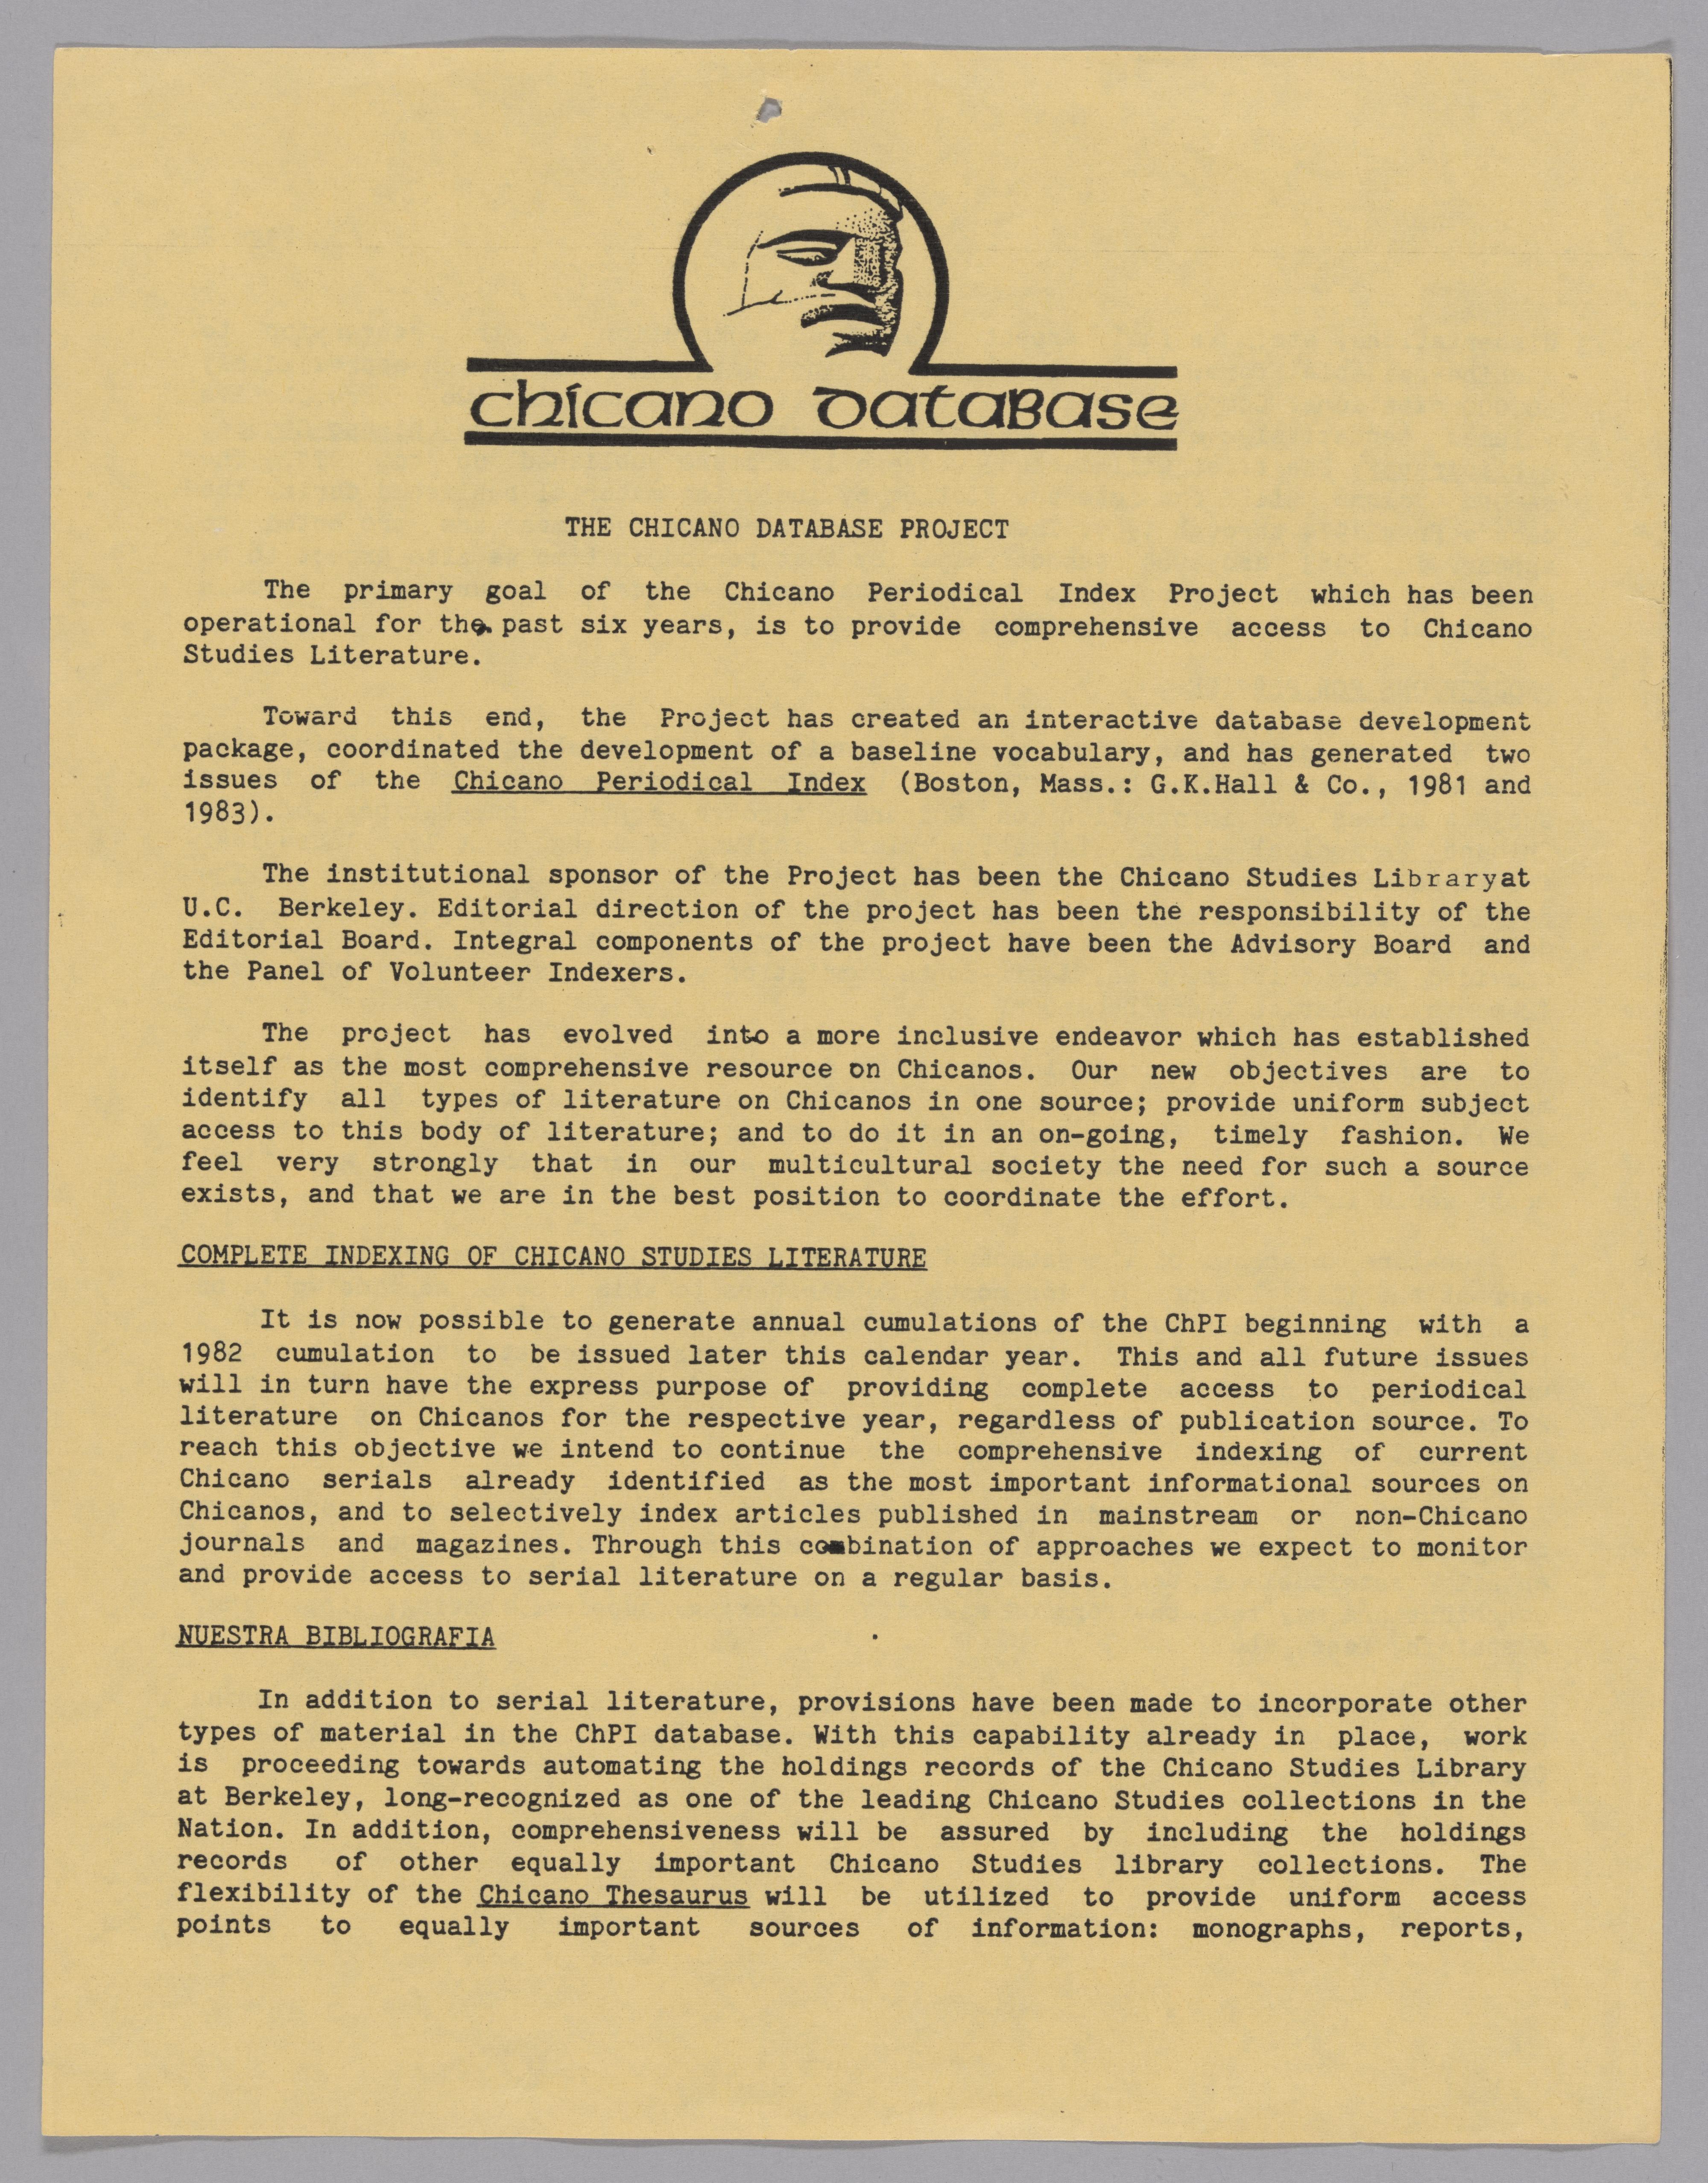 chicano database
THE CHICANO DATABASE PROJECT
The primary goal of the Chicano Periodical Index Project which has been
operational for the past six years, is to provide comprehensive access to Chicano
Studies Literature.
Toward this end, the Project has created an interactive database development
package, coordinated the development of a baseline vocabulary, and has generated two
issues of the Chicano Periodical Index (Boston, Mass.: G.K.Hall & Co., 1981 and
1983).
The institutional sponsor of the Project has been the Chicano Studies Library at
U.C. Berkeley. Editorial direction of the project has been the responsibility of the
Editorial Board. Integral components of the project have been the Advisory Board and
the Panel of Volunteer Indexers.
The project has evolved into a more inclusive endeavor which has established
itself as the most comprehensive resource on Chicanos. Our new objectives are to
identify all types of literature on Chicanos in one source; provide uniform subject
access to this body of literature; and to do it in an on-going, timely fashion. We
feel very strongly that in our multicultural society the need for such a source
exists, and that we are in the best position to coordinate the effort.
COMPLETE INDEXING OF CHICANO STUDIES LITERATURE
It is now possible to generate annual cumulations of the ChPI beginning with a
1982 cumulation to be issued later this calendar year. This and all future issues
will in turn have the express purpose of providing complete access to periodical
literature on Chicanos for the respective year, regardless of publication source. To
reach this objective we intend to continue the comprehensive indexing of current
Chicano serials already identified as the most important informational sources on
Chicanos, and to selectively index articles published in mainstream or non-Chicano
journals and magazines. Through this combination of approaches we expect to monitor
and provide access to serial literature on a regular basis.
NUESTRA BIBLIOGRAFIA
In addition to serial literature, provisions have been made to incorporate other
types of material in the ChPI database. With this capability already in place, work
is proceeding towards automating the holdings records of the Chicano Studies Library
at Berkeley, long-recognized as one of the leading Chicano Studies collections in the
Nation. In addition, comprehensiveness will be assured by including the holdings
records of other equally important Chicano Studies library collections. The
flexibility of the Chicano Thesaurus will be utilized to provide uniform access
points to equally important sources of information: monographs, reports,